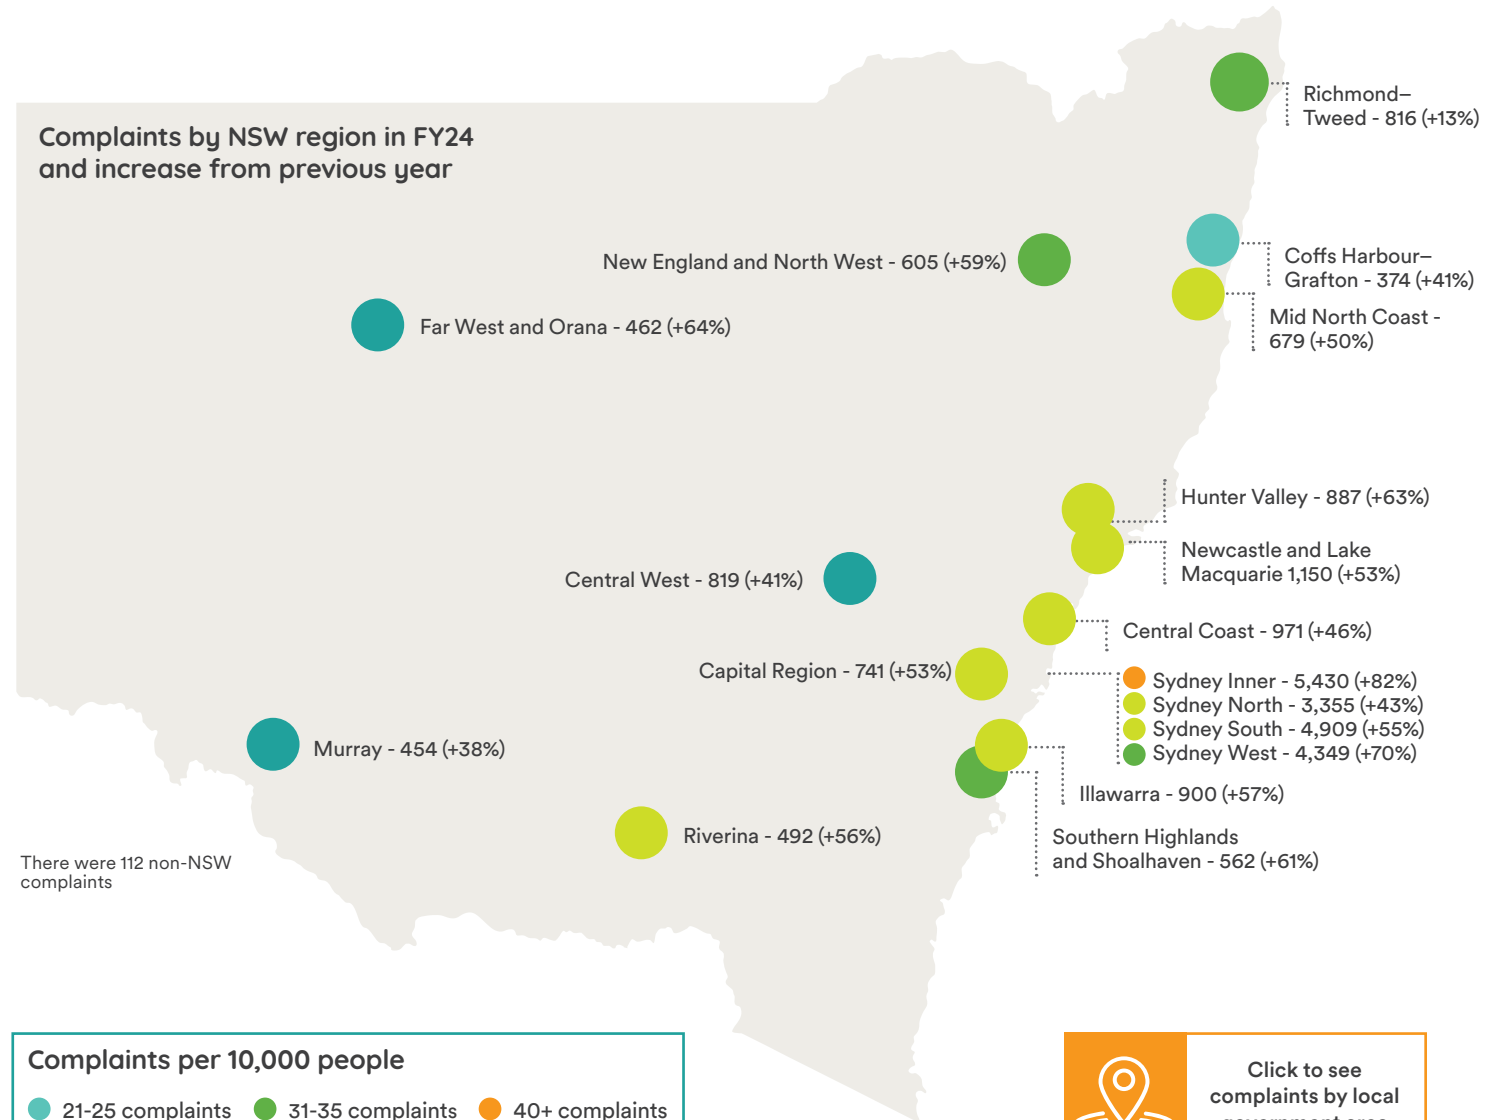 Complaints by NSW region in FY24
and increase from previous year
Richmond–
Tweed - 816 (+13%)
New England and North West - 605 (+59%)
Coffs Harbour–
Grafton - 374 (+41%)
Mid North Coast -
679 (+50%)
Far West and Orana - 462 (+64%)
Hunter Valley - 887 (+63%)
Newcastle and Lake
Macquarie 1,150 (+53%)
Central West - 819 (+41%)
Central Coast - 971 (+46%)
Capital Region - 741 (+53%)
Sydney Inner - 5,430 (+82%)
Sydney North - 3,355 (+43%)
Sydney South - 4,909 (+55%)
Sydney West - 4,349 (+70%)
Murray - 454 (+38%)
Illawarra - 900 (+57%)
Riverina - 492 (+56%)
Southern Highlands
and Shoalhaven - 562 (+61%)
There were 112 non-NSW
complaints
Complaints per 10,000 people
21-25 complaints
31-35 complaints
40+ complaints
Click to see
complaints by local
government area